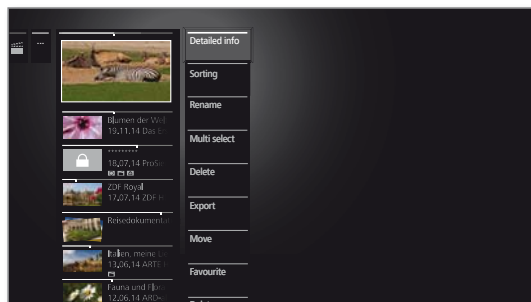 ...
Blumen der Welt
19.11.14 Das E
.........
18.07.14 ProSi
ZDF Royal
17.07.14 ZDF H
Reisedokumentat
Italien, meine Li
13.06.14 ARTE
Fauna und Flor
12.06.14 ARD-
Detailed info
Sorting
Rename
Multi select
Delete
Export
Move
Favourite